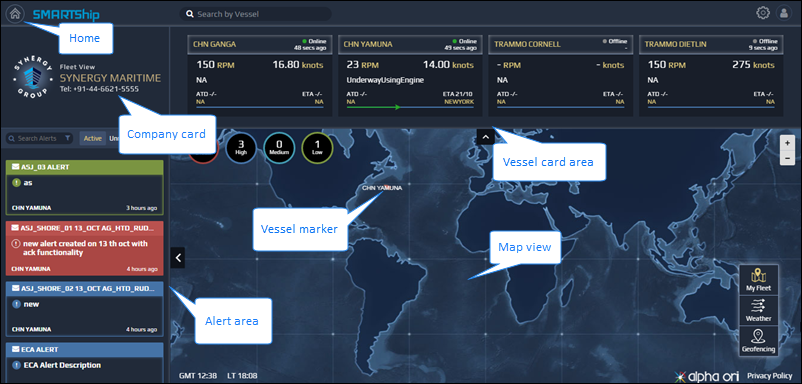 SMARTShip
Search by Vessel
Home
SYNERGY
GROUP
Fleet View
SYNERGY MARITIME
Tel: +91-44-6621-5555
Company card
CHN GANGA
Online
48 secs ago
150 RPM
16.80 knots
NA
ATD -/-
ETA -/-
NA
NA
CHN YAMUNA
Online
49 secs ago
23 RPM
14.00 knots
UnderwayUsingEngine
ATD -/-
ETA 21/10
NA
NEWYORK
TRAMMO CORNELL
Offline
-
- RPM
- knots
NA
ATD -/-
ETA -/-
NA
NA
TRAMMO DIETLIN
Offline
9 secs ago
150 RPM
275 knots
NA
ATD -/-
ETA -/-
NA
NA
Vessel card area
Search Alerts
Active
3
High
0
Medium
1
Low
+
-
ASJ_03 ALERT
as
CHN YAMUNA
3 hours ago
ASJ_SHORE_01 13_OCT AG_HTD_RUD...
new alert created on 13 th oct with
ack functionality
CHN YAMUNA
4 hours ago
ASJ_SHORE_02 13_OCT AG_HTD_RUD...
new
CHN YAMUNA
4 hours ago
ECA ALERT
ECA Alert Description
Alert area
CHN YAMUNA
Vessel marker
Map view
My Fleet
Weather
Geofencing
GMT 12:38
LT 18:08
alpha ori
Privacy Policy